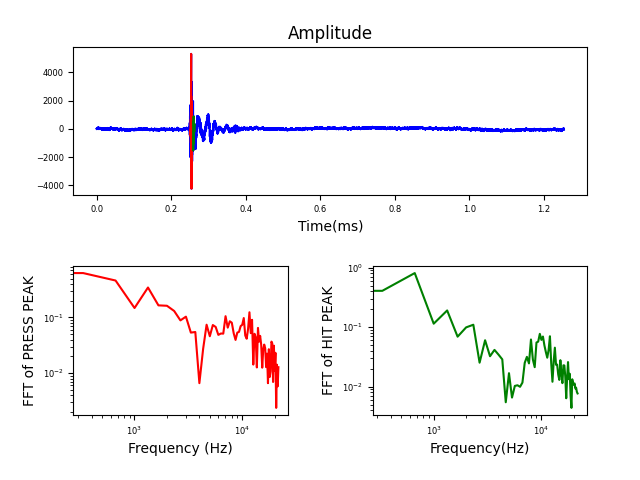 Amplitude
4000
2000
0
−2000
−4000
0.0 0.2 0.4 0.6 0.8 1.0 1.2
Time(ms)
FFT of PRESS PEAK
10⁻¹
10⁻²
10³ 10⁴
Frequency (Hz)
FFT of HIT PEAK
10⁰
10⁻¹
10⁻²
10³ 10⁴
Frequency(Hz)